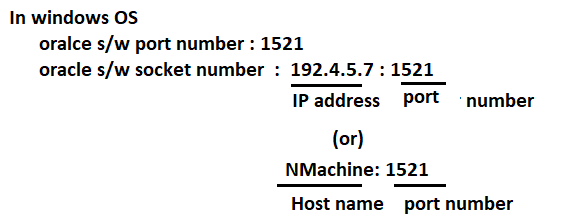 In windows OS
oralce s/w port number : 1521
oracle s/w socket number : 192.4.5.7 : 1521
IP address port number
(or)
NMachine: 1521
Host name port number